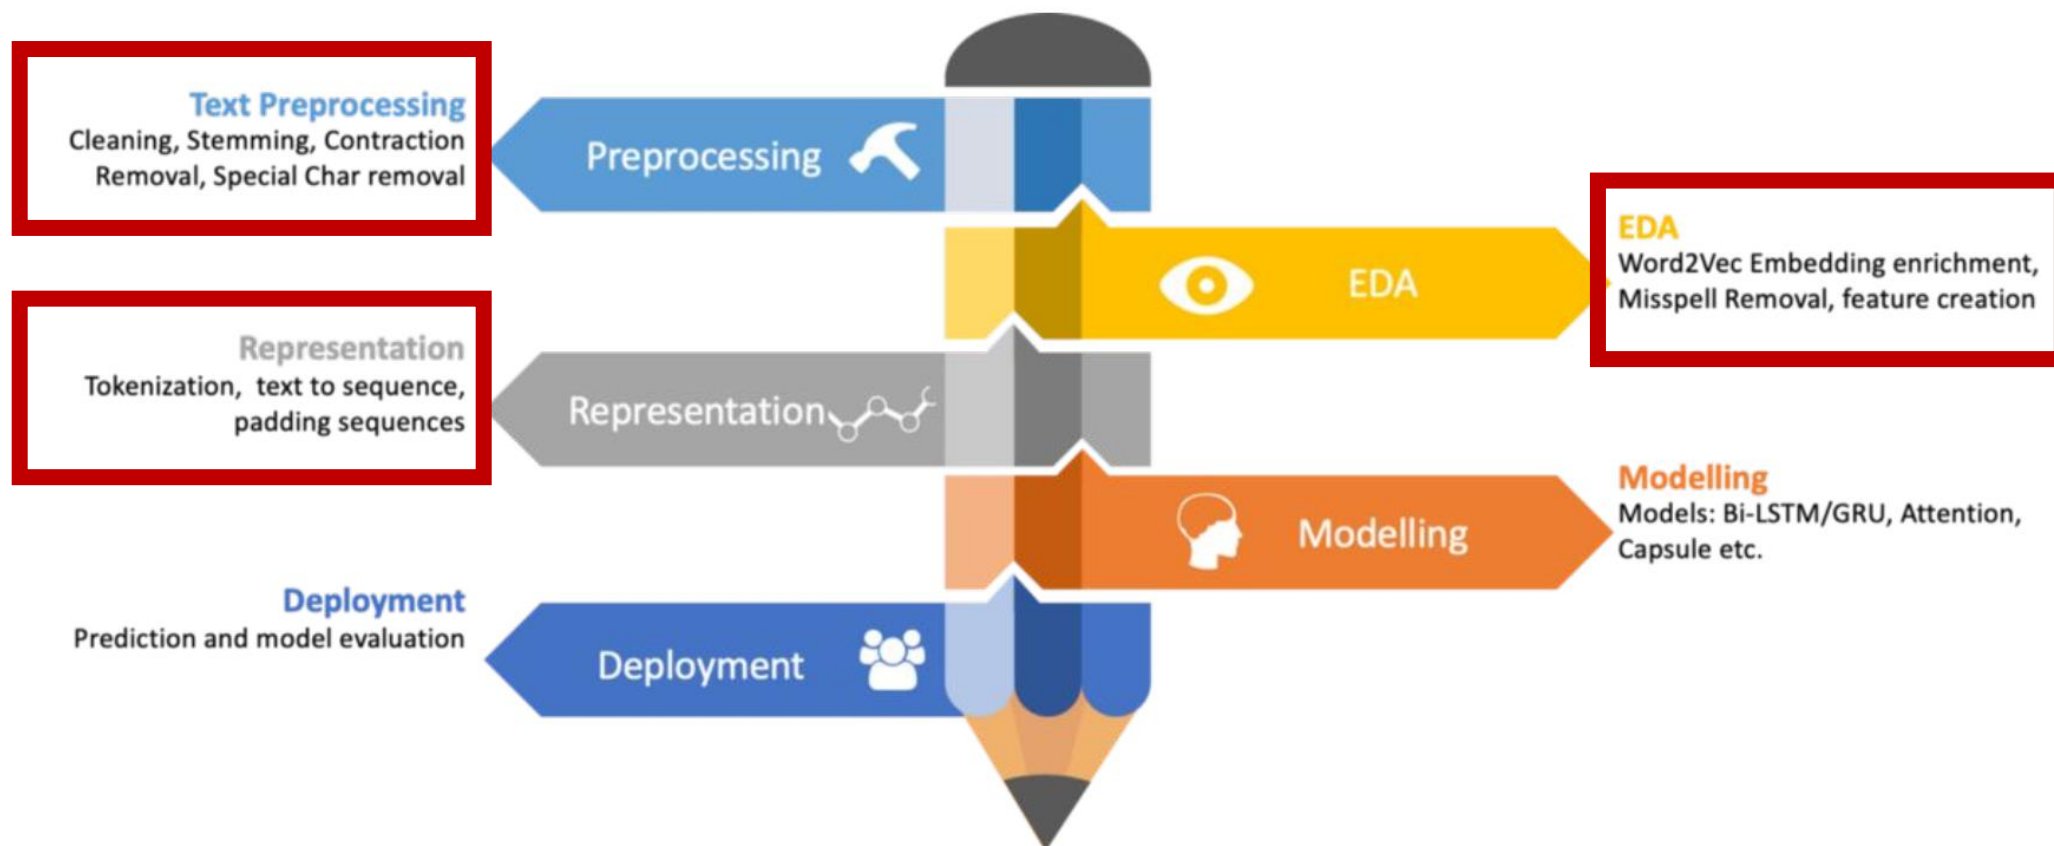 Text Preprocessing
Cleaning, Stemming, Contraction
Removal, Special Char removal
Preprocessing
EDA
EDA
Word2Vec Embedding enrichment,
Misspell Removal, feature creation
Representation
Tokenization, text to sequence,
padding sequences
Representation
Modelling
Modelling
Models: Bi-LSTM/GRU, Attention,
Capsule etc.
Deployment
Prediction and model evaluation
Deployment